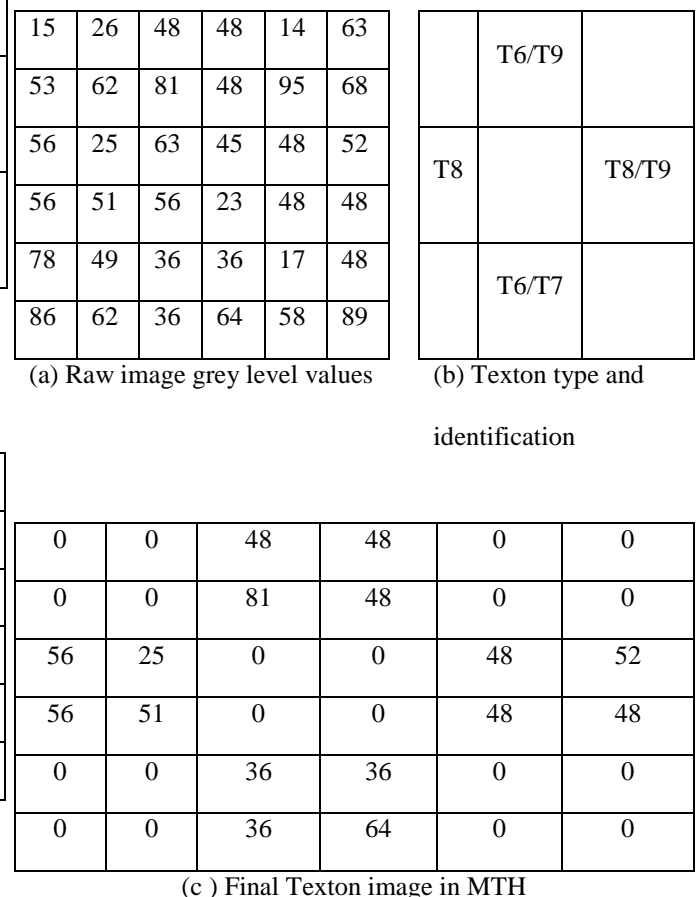 15 26 48 48 14 63
53 62 81 48 95 68
56 25 63 45 48 52
56 51 56 23 48 48
78 49 36 36 17 48
86 62 36 64 58 89
(a) Raw image grey level values
T6/T9
T8 T8/T9
T6/T7
(b) Texton type and
identification
0 0 48 48 0 0
0 0 81 48 0 0
56 25 0 0 48 52
56 51 0 0 48 48
0 0 36 36 0 0
0 0 36 64 0 0
(c ) Final Texton image in MTH